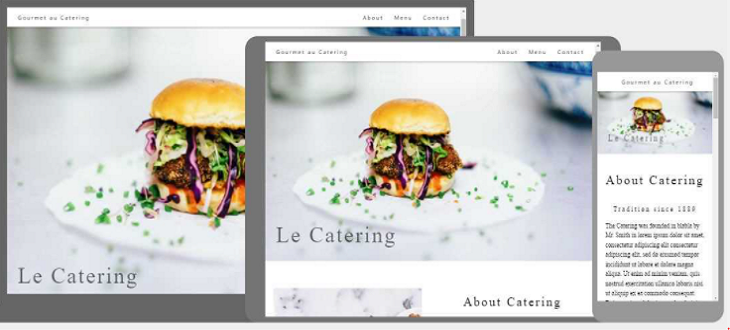 Gourmet au Catering
About Menu Contact
Le Catering
Gourmet au Catering
About Menu Contact
Le Catering
About Catering
Gourmet au Catering
Le Catering
About Catering
Tradition since 1889
The Catering was founded in blabla by
Mr. Smith in lorem ipsum dolor sit amet,
consectetur adipiscing elit consectetur
adipiscing elit, sed do eiusmod tempor
incididunt ut labore et dolore magna
aliqua. Ut enim ad minim veniam, quis
nostrud exercitation ullamco laboris nisi
ut aliquip ex ea commodo consequat.